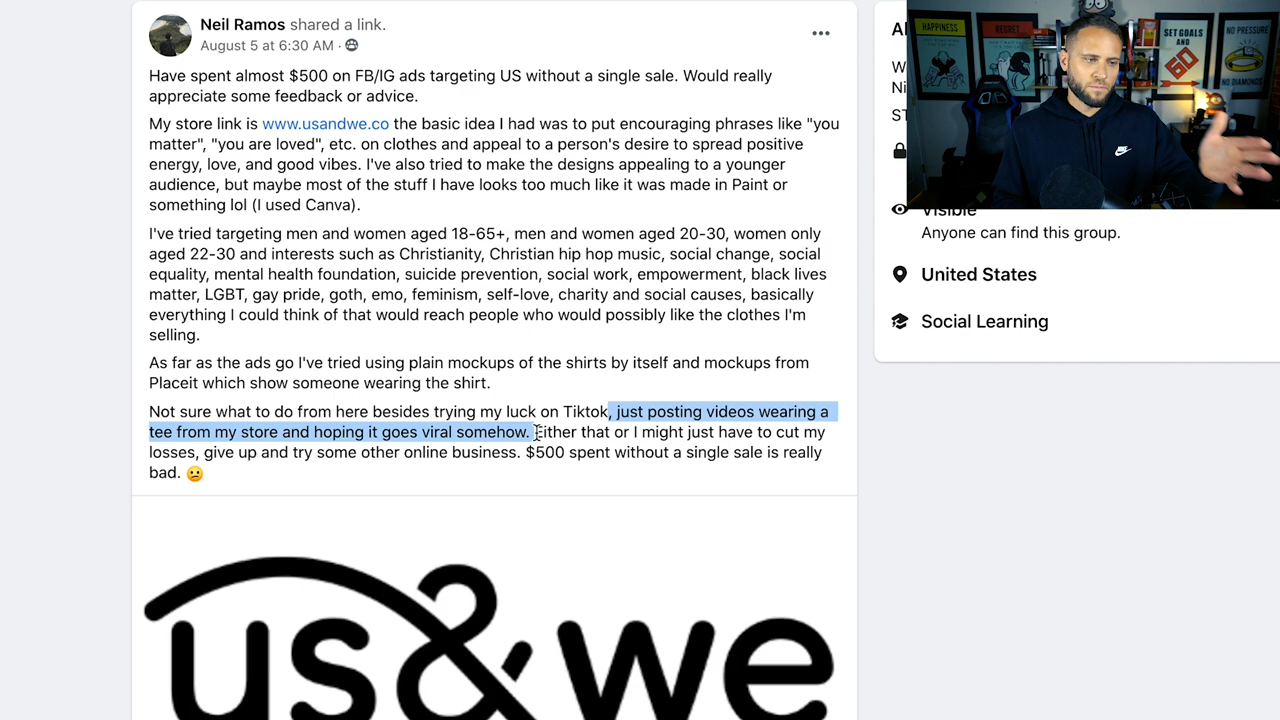 Neil Ramos shared a link.
August 5 at 6:30 AM ·
Have spent almost $500 on FB/IG ads targeting US without a single sale. Would really
appreciate some feedback or advice.
My store link is www.usandwe.co the basic idea I had was to put encouraging phrases like "you
matter", "you are loved", etc. on clothes and appeal to a person's desire to spread positive
energy, love, and good vibes. I've also tried to make the designs appealing to a younger
audience, but maybe most of the stuff I have looks too much like it was made in Paint or
something lol (I used Canva).
I've tried targeting men and women aged 18-65+, men and women aged 20-30, women only
aged 22-30 and interests such as Christianity, Christian hip hop music, social change, social
equality, mental health foundation, suicide prevention, social work, empowerment, black lives
matter, LGBT, gay pride, goth, emo, feminism, self-love, charity and social causes, basically
everything I could think of that would reach people who would possibly like the clothes I'm
selling.
As far as the ads go I've tried using plain mockups of the shirts by itself and mockups from
Placeit which show someone wearing the shirt.
Not sure what to do from here besides trying my luck on Tiktok, just posting videos wearing a
tee from my store and hoping it goes viral somehow. Either that or I might just have to cut my
losses, give up and try some other online business. $500 spent without a single sale is really
bad.
us&we
Visible
Anyone can find this group.
United States
Social Learning
HAPPINESS
REGRET
SET GOALS
AND
GO
NO PRESSURE
NO DIAMONDS